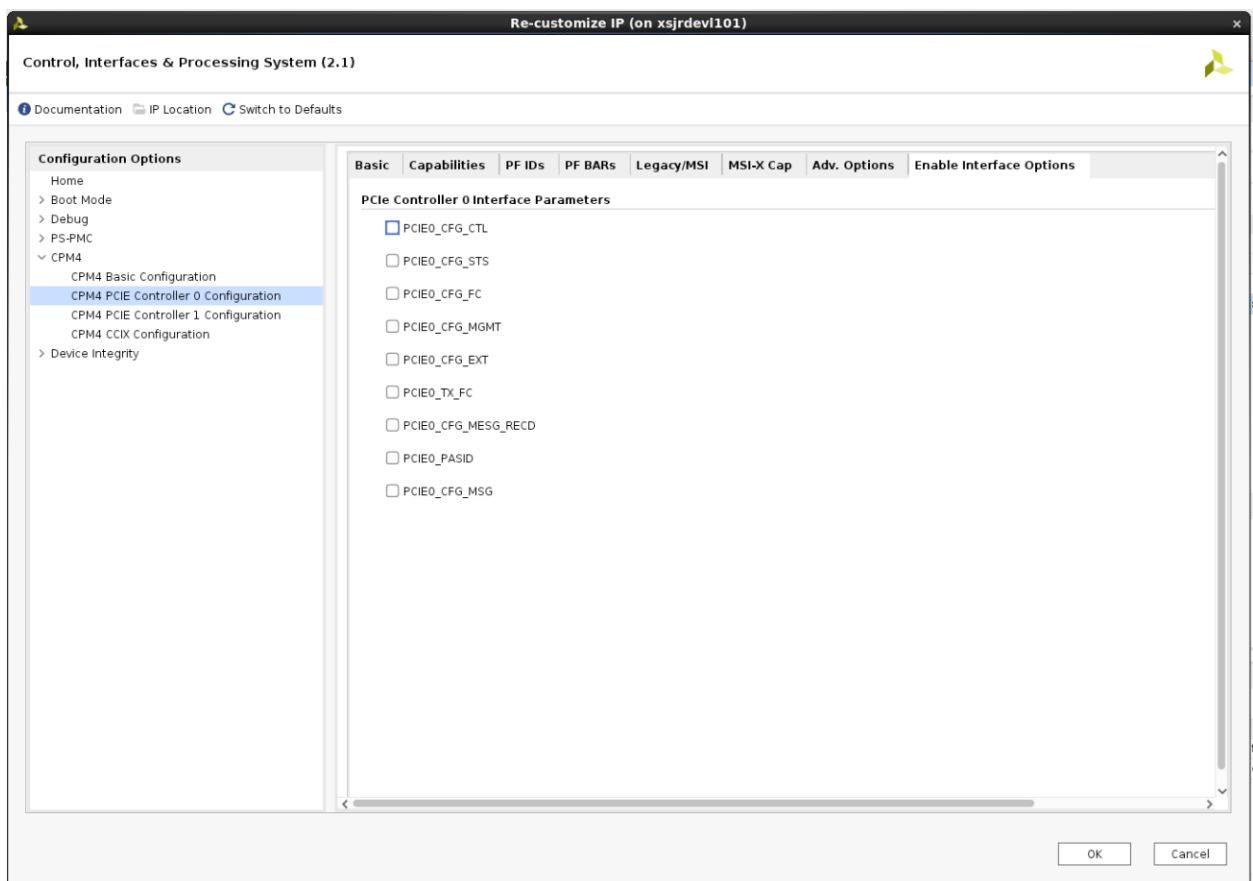 Re-customize IP (on xsjrdevl101)
Control, Interfaces & Processing System (2.1)
Documentation IP Location Switch to Defaults
Configuration Options
Home
Boot Mode
Debug
PS-PMC
CPM4
CPM4 Basic Configuration
CPM4 PCIE Controller 0 Configuration
CPM4 PCIE Controller 1 Configuration
CPM4 CCIX Configuration
Device Integrity
Basic Capabilities PF IDs PF BARs Legacy/MSI MSI-X Cap Adv. Options Enable Interface Options
PCIe Controller 0 Interface Parameters
PCIE0_CFG_CTL
PCIE0_CFG_STS
PCIE0_CFG_FC
PCIE0_CFG_MGMT
PCIE0_CFG_EXT
PCIE0_TX_FC
PCIE0_CFG_MESG_RECD
PCIE0_PASID
PCIE0_CFG_MSG
OK Cancel